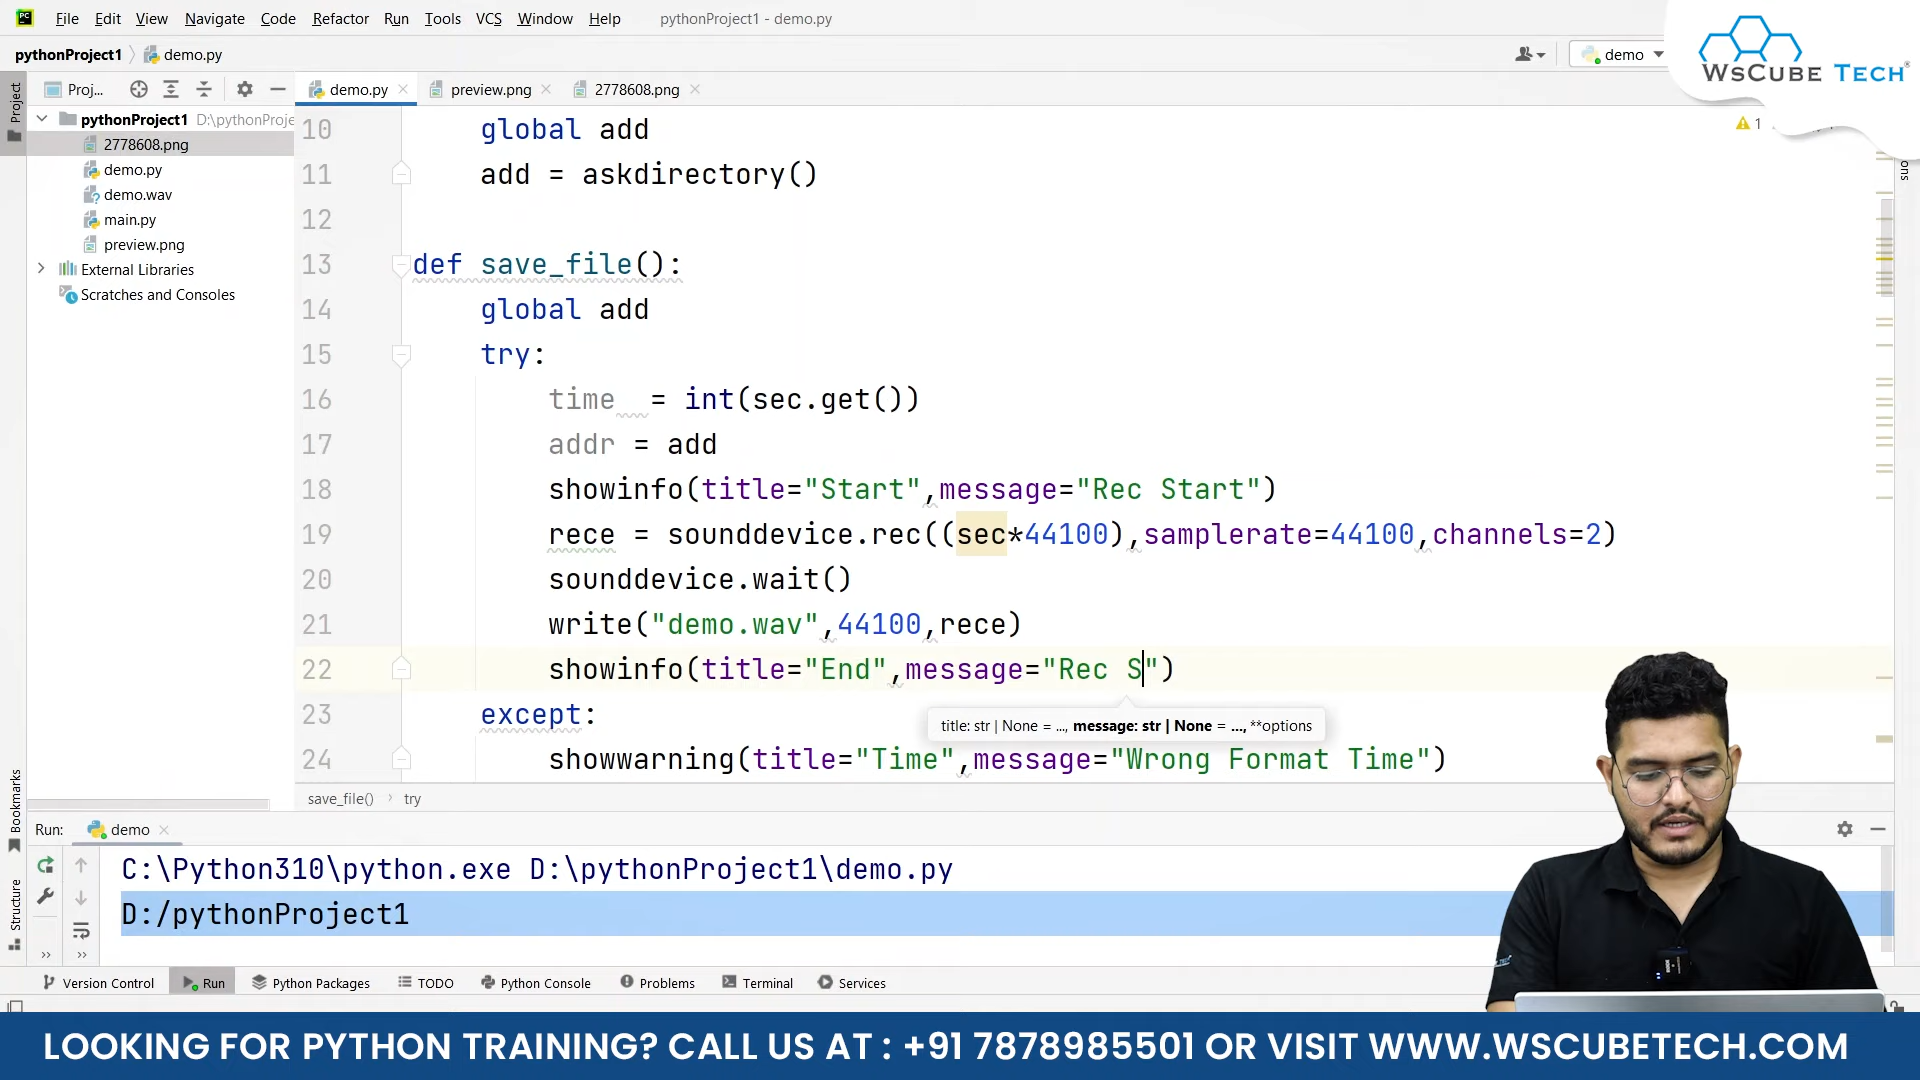 PC File Edit View Navigate Code Refactor Run Tools VCS Window Help pythonProject1 - demo.py
pythonProject1 demo.py
demo
WsCUBE TECH
Proj...
demo.py
preview.png
2778608.png
Project
pythonProject1 D:\pythonProje
2778608.png
demo.py
demo.wav
main.py
preview.png
External Libraries
Scratches and Consoles
1
ons
10 global add
11 add = askdirectory()
12
13 def save_file():
14 global add
15 try:
16 time = int(sec.get())
17 addr = add
18 showinfo(title="Start",message="Rec Start")
19 rece = sounddevice.rec((sec*44100),samplerate=44100,channels=2)
20 sounddevice.wait()
21 write("demo.wav",44100,rece)
22 showinfo(title="End",message="Rec S")
23 except:
title: str | None = ..., message: str | None = ..., **options
24 showwarning(title="Time",message="Wrong Format Time")
save_file() try
Bookmarks
Structure
Run: demo
C:\Python310\python.exe D:\pythonProject1\demo.py
D:/pythonProject1
Version Control Run Python Packages TODO Python Console Problems Terminal Services
LOOKING FOR PYTHON TRAINING? CALL US AT : +91 7878985501 OR VISIT WWW.WSCUBETECH.COM